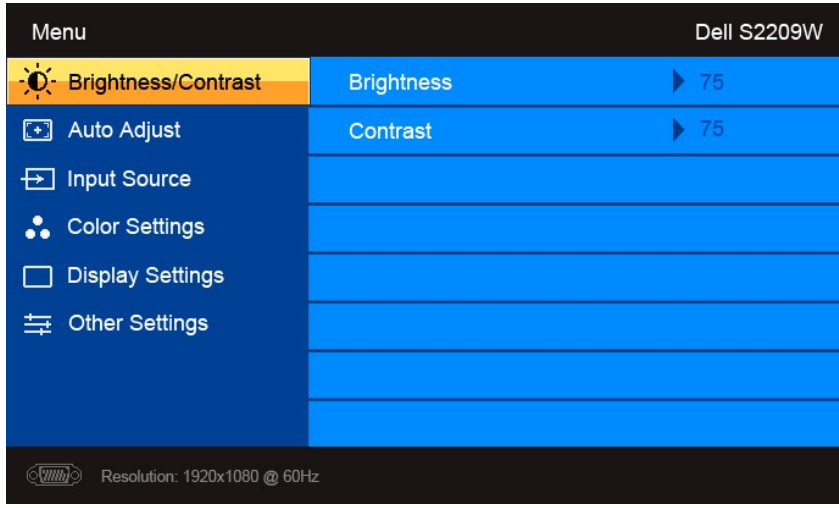 Menu Dell S2209W
Brightness/Contrast Brightness 75
Auto Adjust Contrast 75
Input Source
Color Settings
Display Settings
Other Settings
Resolution: 1920x1080 @ 60Hz